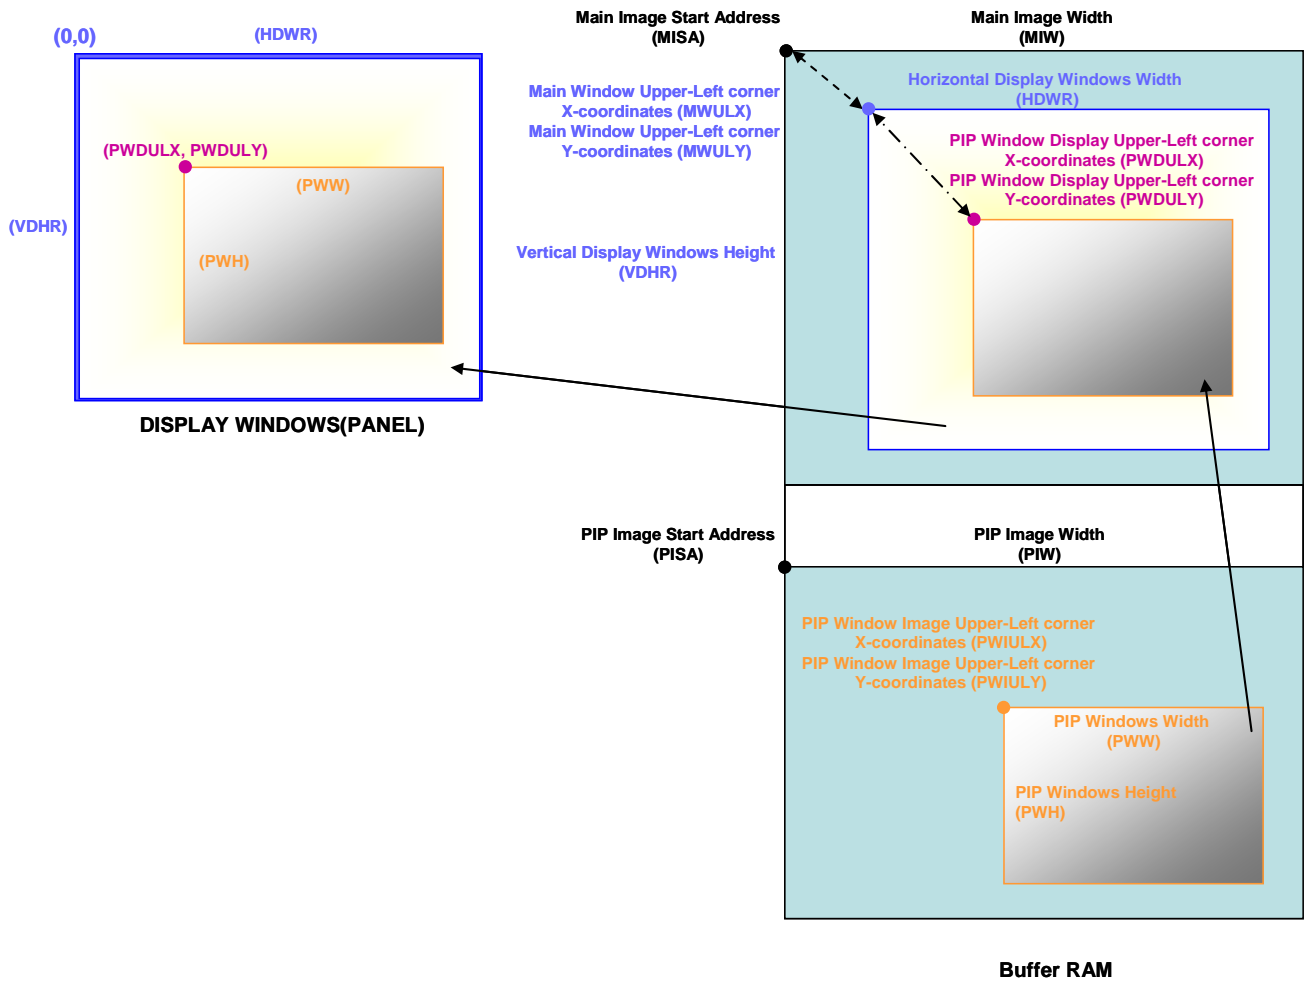 (0,0)
(HDWR)
(PWDULX, PWDULY)
(PWW)
(VDHR)
(PWH)
DISPLAY WINDOWS(PANEL)
Main Image Start Address
(MISA)
Main Image Width
(MIW)
Main Window Upper-Left corner
X-coordinates (MWULX)
Main Window Upper-Left corner
Y-coordinates (MWULY)
Horizontal Display Windows Width
(HDWR)
PIP Window Display Upper-Left corner
X-coordinates (PWDULX)
PIP Window Display Upper-Left corner
Y-coordinates (PWDULY)
Vertical Display Windows Height
(VDHR)
PIP Image Start Address
(PISA)
PIP Image Width
(PIW)
PIP Window Image Upper-Left corner
X-coordinates (PWIULX)
PIP Window Image Upper-Left corner
Y-coordinates (PWIULY)
PIP Windows Width
(PWW)
PIP Windows Height
(PWH)
Buffer RAM